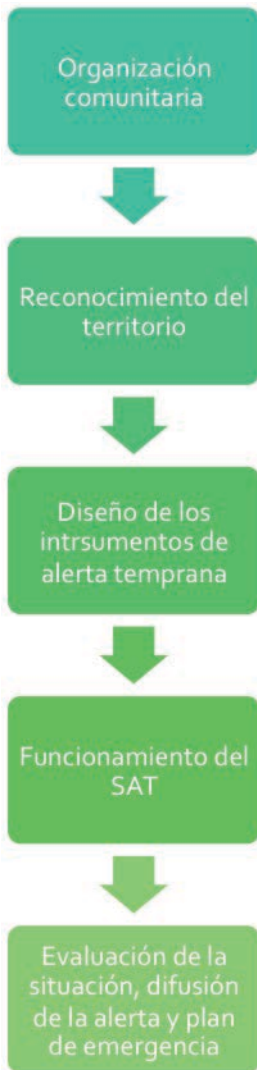 Organización
comunitaria
Reconocimiento del
territorio
Diseño de los
intrsumentos de
alerta temprana
Funcionamiento del
SAT
Evaluación de la
situación, difusión
de la alerta y plan
de emergencia